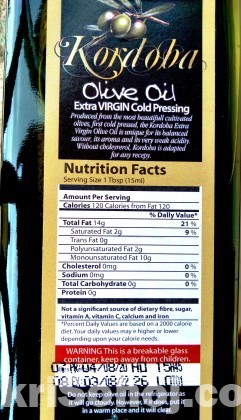 Kordoba
Olive Oil
Extra VIRGIN Cold Pressing
Produced from the most beautifull cultivated
olives, first cold pressed, the Kordoba Extra
Virgin Olive Oil is unique for its balanced
savour, its aroma and its very weak acidity.
Without cholesterol, Kordoba is adapted
for any recepy.
Nutrition Facts
Serving Size 1 Tbsp (15ml)
Amount Per Serving
Calories 120 Calories from Fat 120
% Daily Value*
Total Fat 14g 21 %
Saturated Fat 2g 9 %
Trans Fat 0g
Polyunsaturated Fat 2g
Monounsaturated Fat 10g
Cholesterol 0mg 0 %
Sodium 0mg 0 %
Total Carbohydrate 0g 0 %
Protein 0g
Not a significant source of dietary fibre, sugar,
vitamin A, vitamin C, calcium and iron
*Percent Daily Values are based on a 2000 calorie
diet. Your daily values may e higher or lower
depending upon your calorie needs.
WARNING This is a breakable glass
container, keep away from children.
Do not keep olive oil in the refrigerator as
it will go cloudy. However, if it does, put it
in a warm place and it will clear.